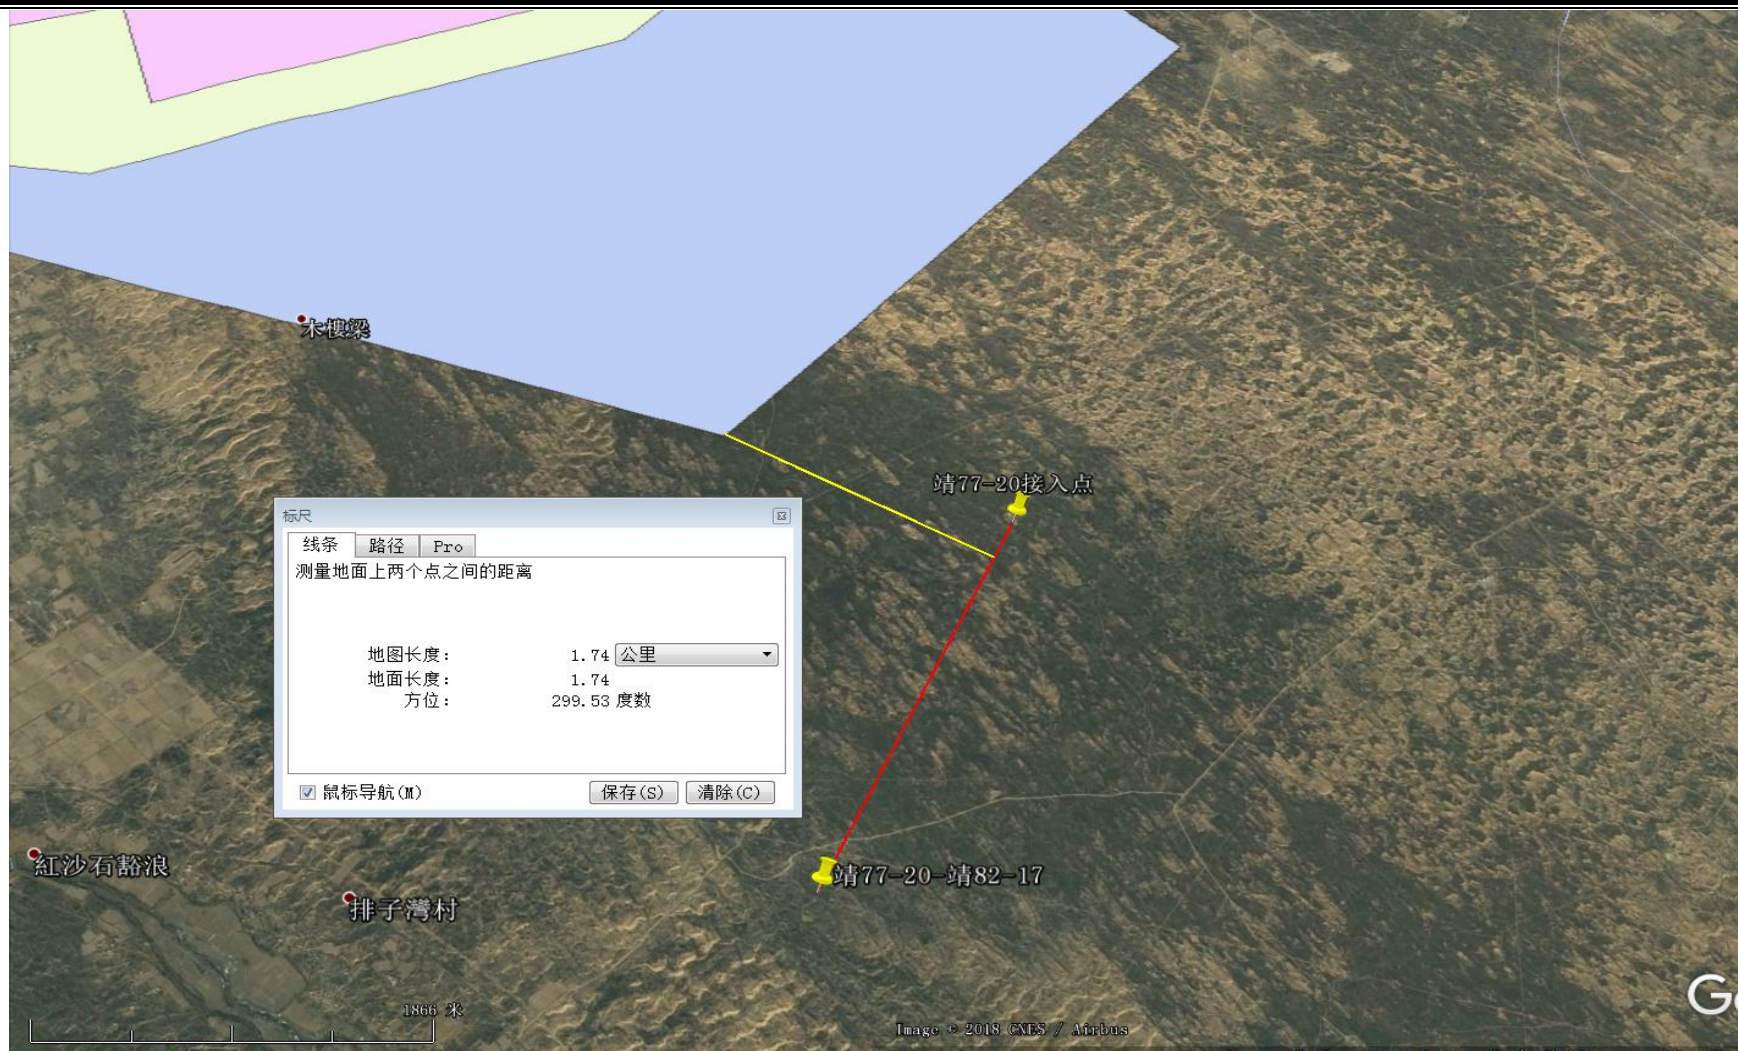 木樓梁
靖77-20接入点
标尺
线条 路径 Pro
测量地面上两个点之间的距离
地图长度： 1.74 公里
地面长度： 1.74
方位： 299.53 度数
鼠标导航(M) 保存(S) 清除(C)
紅沙石豁浪
靖77-20-靖82-17
排子灣村
1866 米
Image © 2018 CNES / Airbus
Go